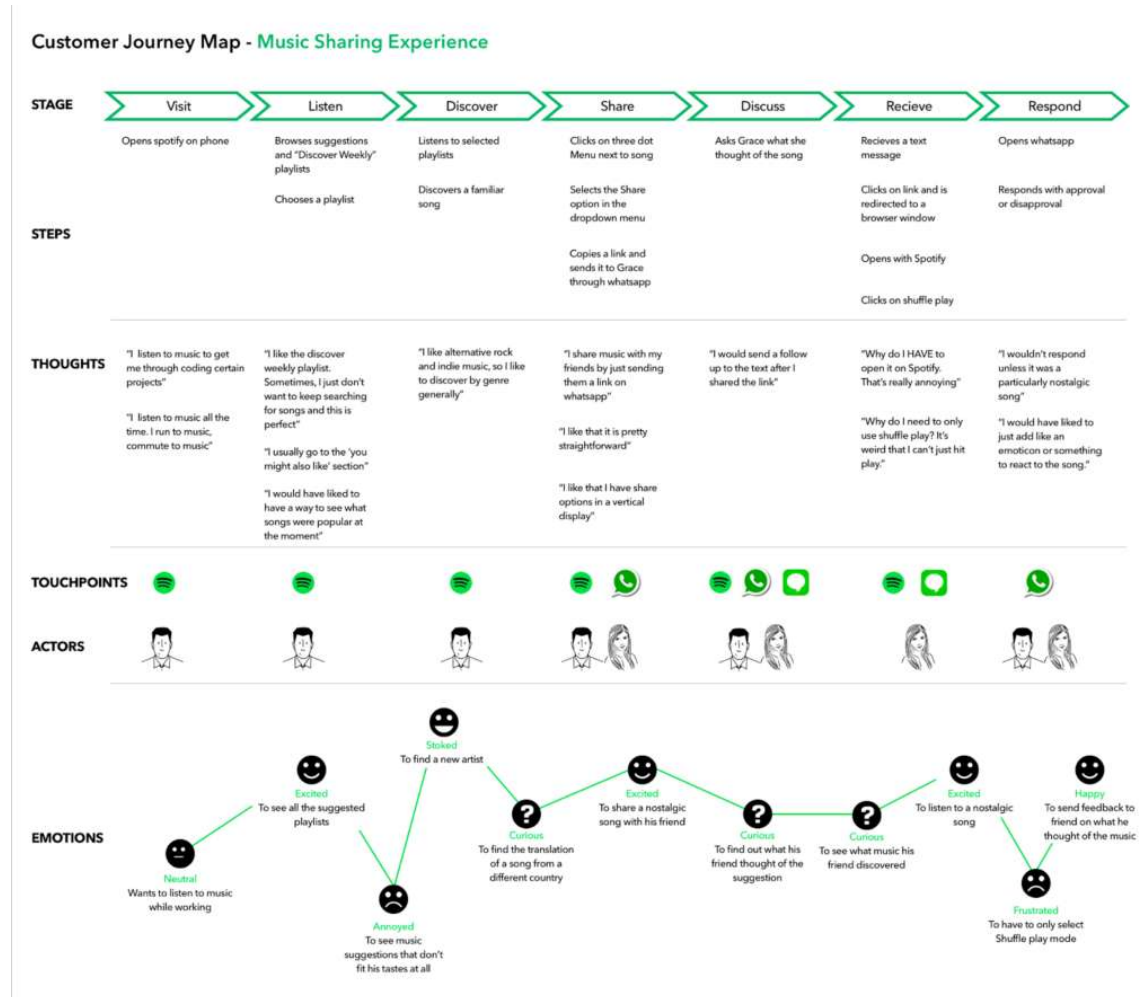 Customer Journey Map - Music Sharing Experience
STAGE
Visit
Listen
Discover
Share
Discuss
Recieve
Respond
STEPS
Opens spotify on phone
Browses suggestions
and "Discover Weekly"
playlists
Chooses a playlist
Listens to selected
playlists
Discovers a familiar
song
Clicks on three dot
Menu next to song
Selects the Share
option in the
dropdown menu
Copies a link and
sends it to Grace
through whatsapp
Asks Grace what she
thought of the song
Recieves a text
message
Clicks on link and is
redirected to a
browser window
Opens with Spotify
Clicks on shuffle play
Opens whatsapp
Responds with approval
or disapproval
THOUGHTS
"I listen to music to get
me through coding certain
projects"
"I listen to music all the
time. I run to music,
commute to music"
"I like the discover
weekly playlist.
Sometimes, I just don't
want to keep searching
for songs and this is
perfect"
"I usually go to the 'you
might also like' section"
"I would have liked to
have a way to see what
songs were popular at
the moment"
"I like alternative rock
and indie music, so I like
to discover by genre
generally"
"I share music with my
friends by just sending
them a link on
whatsapp"
"I like that it is pretty
straightforward"
"I like that I have share
options in a vertical
display"
"I would send a follow
up to the text after I
shared the link"
"Why do I HAVE to
open it on Spotify.
That's really annoying"
"Why do I need to only
use shuffle play? It's
weird that I can't just hit
play."
"I wouldn't respond
unless it was a
particularly nostalgic
song"
"I would have liked to
just add like an
emoticon or something
to react to the song."
TOUCHPOINTS
ACTORS
EMOTIONS
Neutral
Wants to listen to music
while working
Excited
To see all the suggested
playlists
Annoyed
To see music
suggestions that don't
fit his tastes at all
Stoked
To find a new artist
?
Curious
To find the translation
of a song from a
different country
Excited
To share a nostalgic
song with his friend
?
Curious
To find out what his
friend thought of the
suggestion
?
Curious
To see what music his
friend discovered
Excited
To listen to a nostalgic
song
Frustrated
To have to only select
Shuffle play mode
Happy
To send feedback to
friend on what he
thought of the music